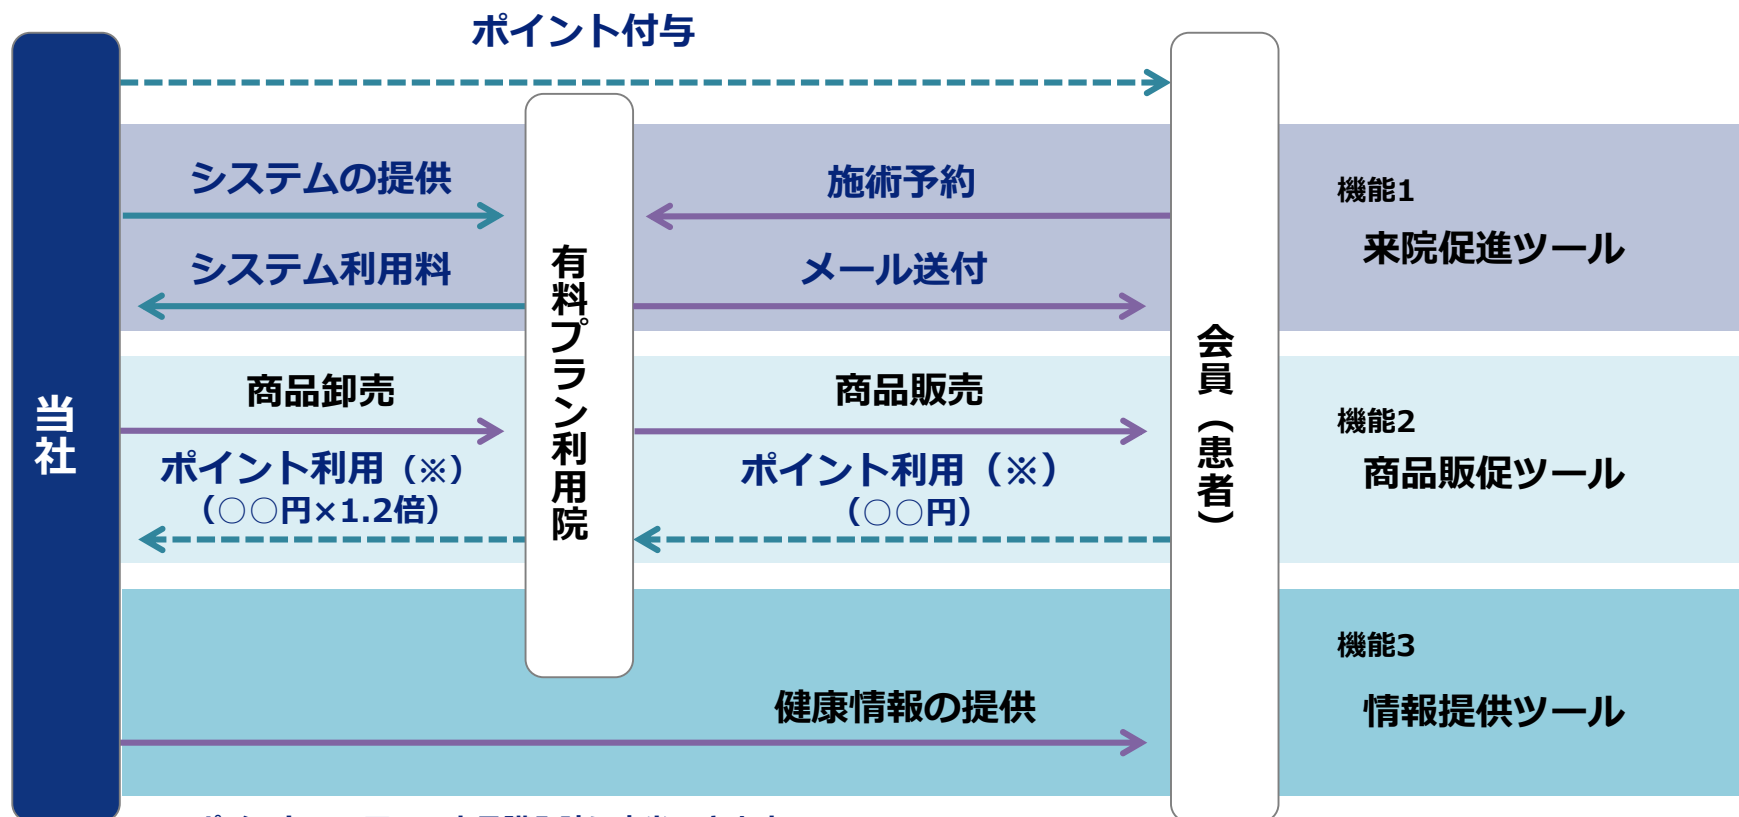 ポイント付与
システムの提供
施術予約
機能1
来院促進ツール
システム利用料
メール送付
当社
有料プラン利用院
会員（患者）
商品卸売
商品販売
機能2
商品販促ツール
ポイント利用（※）
（○○円×1.2倍）
ポイント利用（※）
（○○円）
機能3
情報提供ツール
健康情報の提供